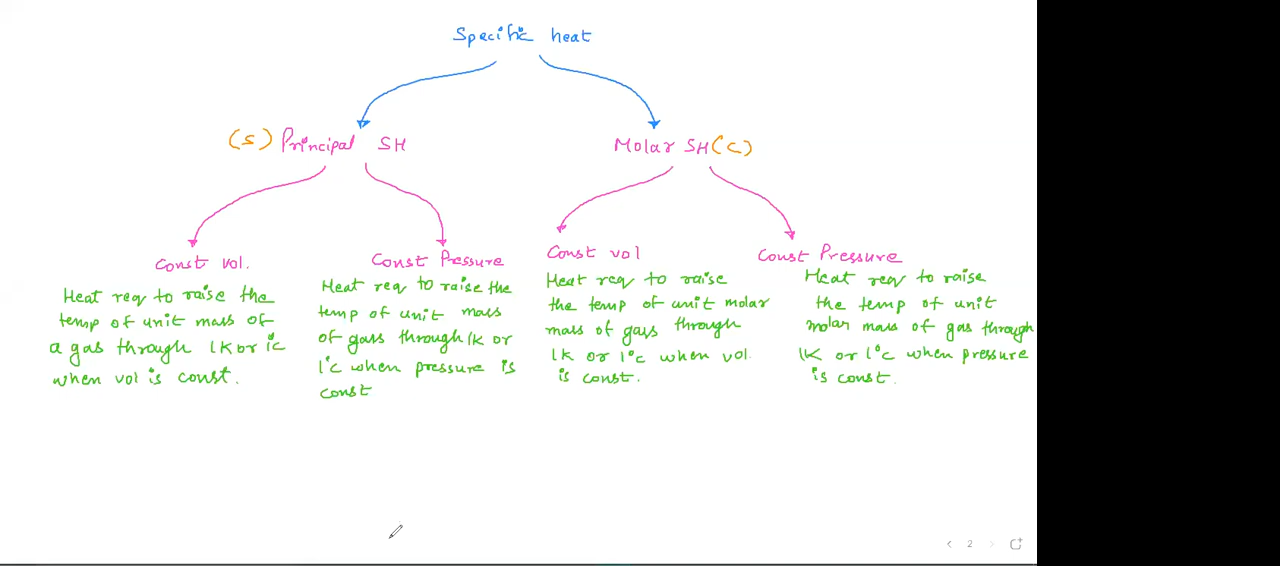 Specific heat
(S) Principal SH
Molar SH (C)
Const vol.
Heat req to raise the
temp of unit mass of
a gas through 1K or 1°c
when vol is const.
Const Pressure
Heat req to raise the
temp of unit mass
of gass through 1K or
1°c when pressure is
const
Const vol
Heat req to raise
the temp of unit molar
mass of gass through
1K or 1°c when vol.
is const.
Const Pressure
Heat req to raise
the temp of unit
molar mass of gas through
1K or 1°c when pressure
is const.
2